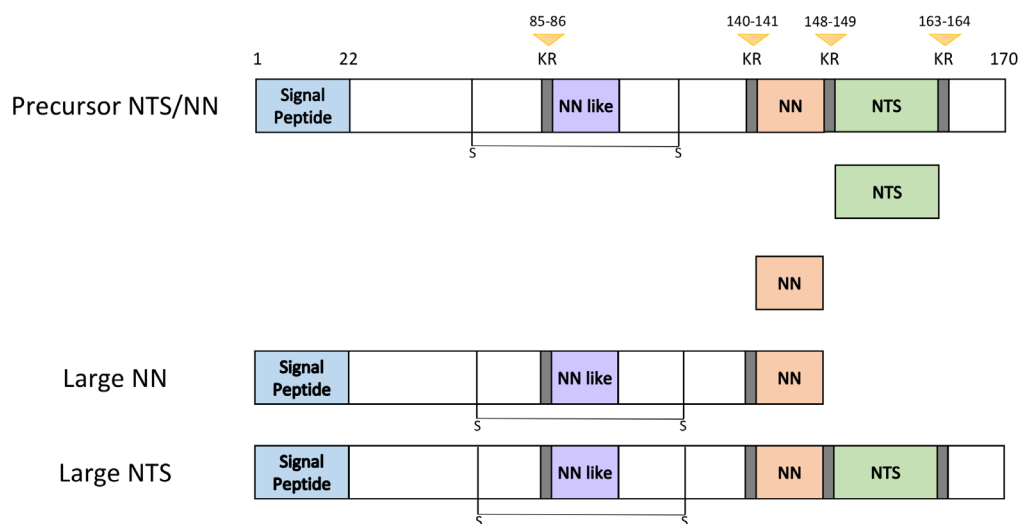 85-86 140-141 148-149 163-164
1 22 KR KR KR KR 170
Precursor NTS/NN
Signal
Peptide
NN like
NN
NTS
S S
NTS
NN
Large NN
Signal
Peptide
NN like
NN
S S
Large NTS
Signal
Peptide
NN like
NN
NTS
S S